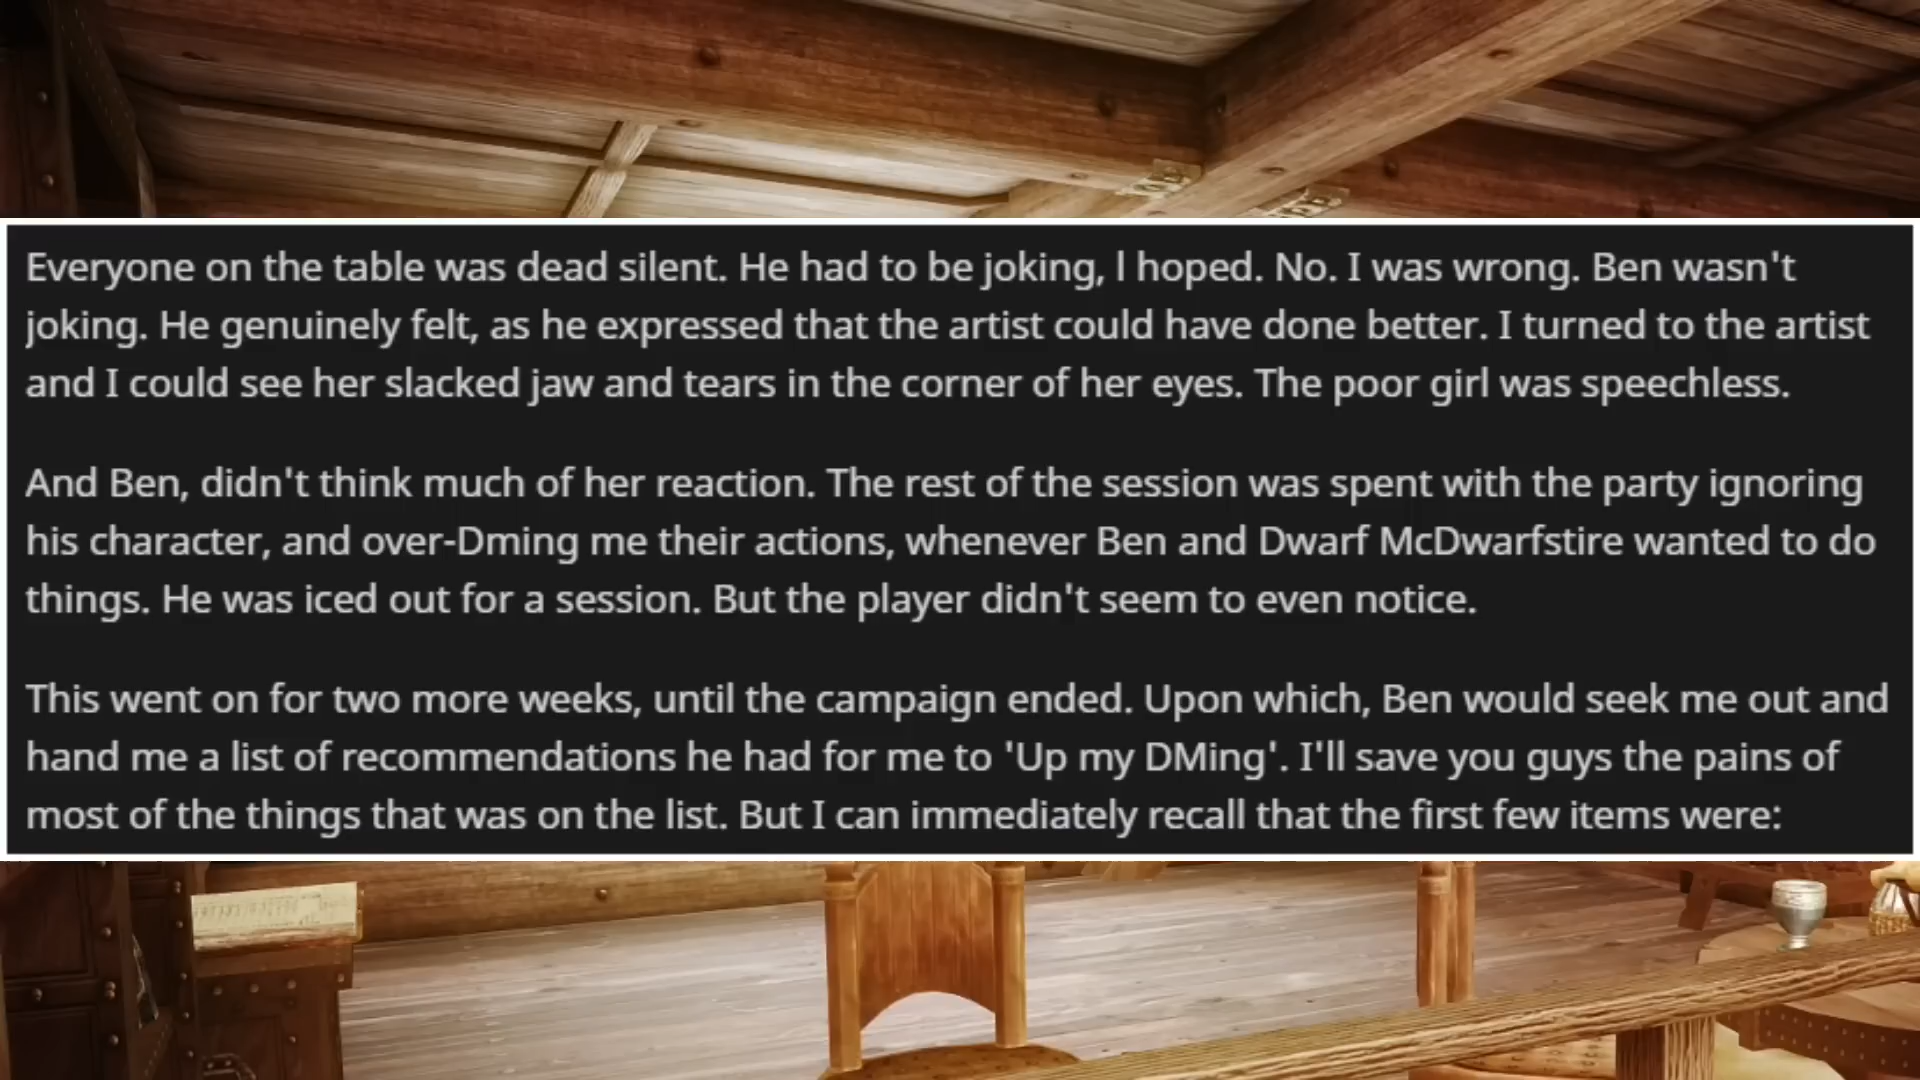 Everyone on the table was dead silent. He had to be joking, l hoped. No. I was wrong. Ben wasn't
joking. He genuinely felt, as he expressed that the artist could have done better. I turned to the artist
and I could see her slacked jaw and tears in the corner of her eyes. The poor girl was speechless.
And Ben, didn't think much of her reaction. The rest of the session was spent with the party ignoring
his character, and over-Dming me their actions, whenever Ben and Dwarf McDwarfstire wanted to do
things. He was iced out for a session. But the player didn't seem to even notice.
This went on for two more weeks, until the campaign ended. Upon which, Ben would seek me out and
hand me a list of recommendations he had for me to 'Up my DMing'. I'll save you guys the pains of
most of the things that was on the list. But I can immediately recall that the first few items were: